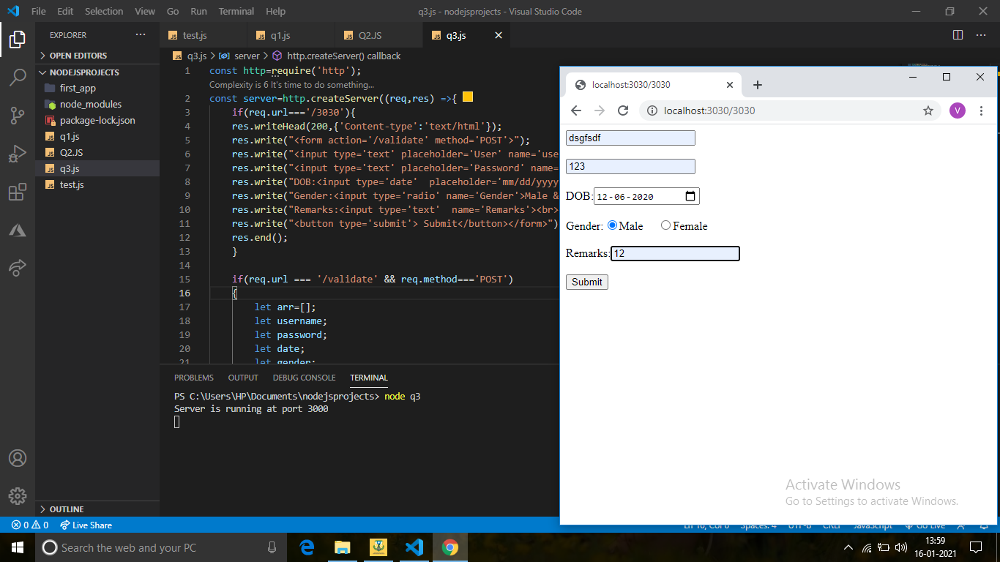 File Edit Selection View Go Run Terminal Help q3.js - nodejsprojects - Visual Studio Code
EXPLORER ···
OPEN EDITORS
NODEJSPROJECTS
first_app
node_modules
package-lock.json
q1.js
Q2.JS
q3.js
test.js
OUTLINE
test.js q1.js Q2.JS q3.js
q3.js > server > http.createServer() callback
1 const http=require('http');
Complexity is 6 It's time to do something...
2 const server=http.createServer((req,res) =>{
3 if(req.url==='/3030'){
4 res.writeHead(200,{'Content-type':'text/html'});
5 res.write("<form action='/validate' method='POST'>");
6 res.write("<input type='text' placeholder='User' name='use
7 res.write("<input type='text' placeholder='Password' name=
8 res.write("DOB:<input type='date'  placeholder='mm/dd/yyyy
9 res.write("Gender:<input type='radio' name='Gender'>Male &
10 res.write("Remarks:<input type='text'  name='Remarks'><br>
11 res.write("<button type='submit'> Submit</button></form>")
12 res.end();
13 }
14
15 if(req.url === '/validate' && req.method==='POST')
16 {
17 let arr=[];
18 let username;
19 let password;
20 let date;
21 let gender;
PROBLEMS OUTPUT DEBUG CONSOLE TERMINAL
PS C:\Users\HP\Documents\nodejsprojects> node q3
Server is running at port 3000
localhost:3030/3030
localhost:3030/3030 V
dsgfsdf
123
DOB: 12-06-2020
Gender: Male Female
Remarks: 12
Submit
Activate Windows
Go to Settings to activate Windows.
0 0 Live Share Spaces: 4 UTF-8 CRLF JavaScript Go Live
Search the web and your PC
13:59
16-01-2021